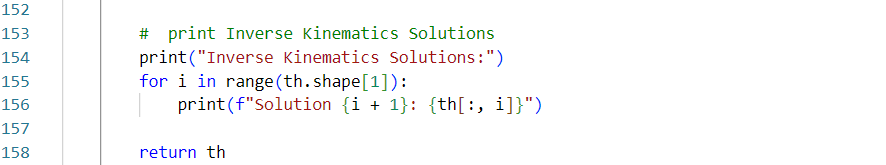 152
153 #  print Inverse Kinematics Solutions
154 print("Inverse Kinematics Solutions:")
155 for i in range(th.shape[1]):
156 print(f"Solution {i + 1}: {th[:, i]}")
157
158 return th